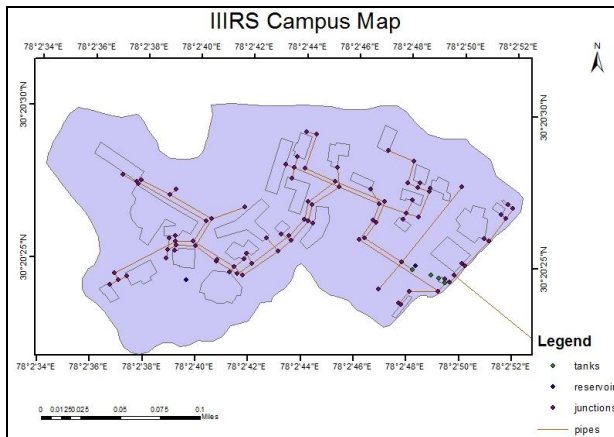 IIIRS Campus Map
78°2'34"E 78°2'36"E 78°2'38"E 78°2'40"E 78°2'42"E 78°2'44"E 78°2'46"E 78°2'48"E 78°2'50"E 78°2'52"E
N
30°20'30"N 30°20'30"N
30°20'25"N 30°20'25"N
78°2'34"E 78°2'36"E 78°2'38"E 78°2'40"E 78°2'42"E 78°2'44"E 78°2'46"E 78°2'48"E 78°2'50"E 78°2'52"E
Legend
tanks
reservoir
junctions
pipes
0 0.01250.025 0.05 0.075 0.1
Miles